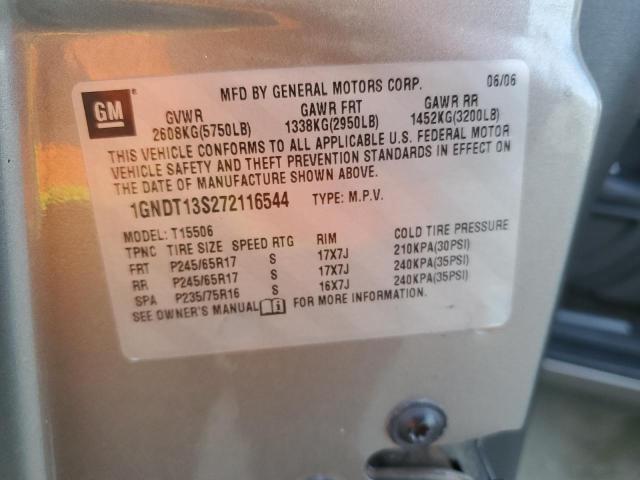 MFD BY GENERAL MOTORS CORP. 06/06
GM
GVWR GAWR FRT GAWR RR
2608KG(5750LB) 1338KG(2950LB) 1452KG(3200LB)
THIS VEHICLE CONFORMS TO ALL APPLICABLE U.S. FEDERAL MOTOR
VEHICLE SAFETY AND THEFT PREVENTION STANDARDS IN EFFECT ON
THE DATE OF MANUFACTURE SHOWN ABOVE.
1GNDT13S272116544 TYPE: M.P.V.
MODEL: T15506
TPNC TIRE SIZE SPEED RTG RIM COLD TIRE PRESSURE
FRT P245/65R17 S 17X7J 210KPA(30PSI)
RR P245/65R17 S 17X7J 240KPA(35PSI)
SPA P235/75R16 S 16X7J 240KPA(35PSI)
SEE OWNER'S MANUAL FOR MORE INFORMATION.